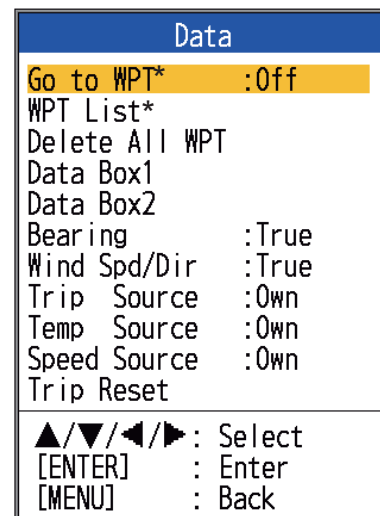 Data
Go to WPT* :Off
WPT List*
Delete All WPT
Data Box1
Data Box2
Bearing :True
Wind Spd/Dir :True
Trip Source :Own
Temp Source :Own
Speed Source :Own
Trip Reset
▲/▼/◀/▶: Select
[ENTER] : Enter
[MENU] : Back